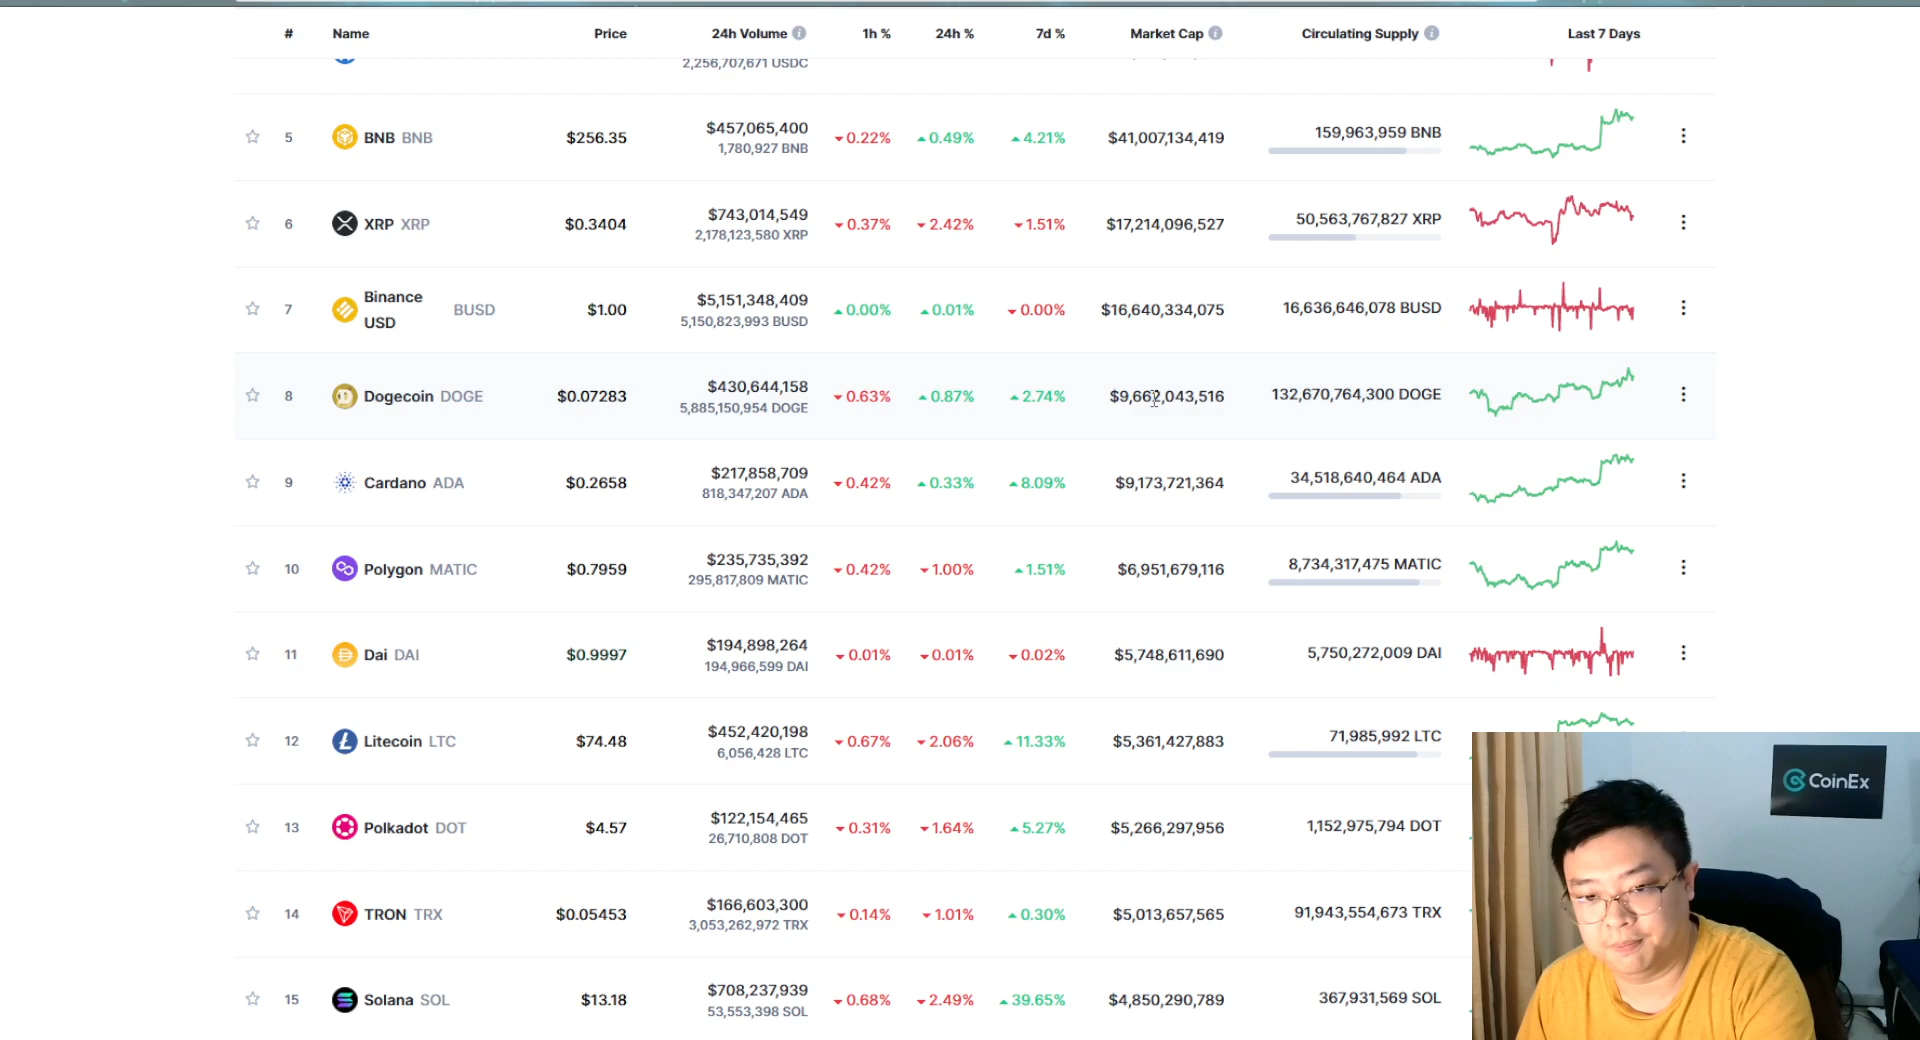 # Name Price 24h Volume 1h % 24h % 7d % Market Cap Circulating Supply Last 7 Days
2,256,707,671 USDC
5 BNB BNB $256.35 $457,065,400 0.22% 0.49% 4.21% $41,007,134,419 159,963,959 BNB
1,780,927 BNB
6 XRP XRP $0.3404 $743,014,549 0.37% 2.42% 1.51% $17,214,096,527 50,563,767,827 XRP
2,178,123,580 XRP
7 Binance USD BUSD $1.00 $5,151,348,409 0.00% 0.01% 0.00% $16,640,334,075 16,636,646,078 BUSD
5,150,823,993 BUSD
8 Dogecoin DOGE $0.07283 $430,644,158 0.63% 0.87% 2.74% $9,662,043,516 132,670,764,300 DOGE
5,885,150,954 DOGE
9 Cardano ADA $0.2658 $217,858,709 0.42% 0.33% 8.09% $9,173,721,364 34,518,640,464 ADA
818,347,207 ADA
10 Polygon MATIC $0.7959 $235,735,392 0.42% 1.00% 1.51% $6,951,679,116 8,734,317,475 MATIC
295,817,809 MATIC
11 Dai DAI $0.9997 $194,898,264 0.01% 0.01% 0.02% $5,748,611,690 5,750,272,009 DAI
194,966,599 DAI
12 Litecoin LTC $74.48 $452,420,198 0.67% 2.06% 11.33% $5,361,427,883 71,985,992 LTC
6,056,428 LTC
13 Polkadot DOT $4.57 $122,154,465 0.31% 1.64% 5.27% $5,266,297,956 1,152,975,794 DOT
26,710,808 DOT
14 TRON TRX $0.05453 $166,603,300 0.14% 1.01% 0.30% $5,013,657,565 91,943,554,673 TRX
3,053,262,972 TRX
15 Solana SOL $13.18 $708,237,939 0.68% 2.49% 39.65% $4,850,290,789 367,931,569 SOL
53,553,398 SOL
CoinEx